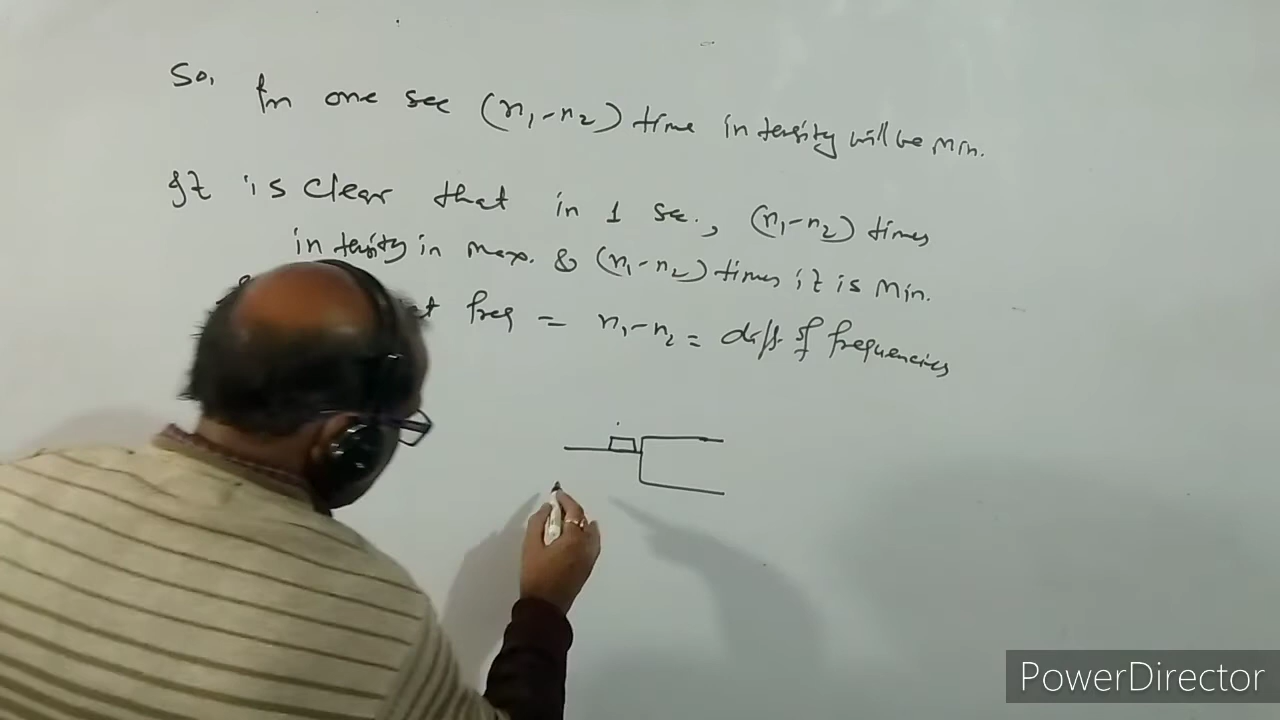 So,
In one sec (n₁-n₂) time intensity will be Min.
It is clear that in 1 sec., (n₁-n₂) times
intensity in max. & (n₁-n₂) times it is Min.
freq = n₁-n₂ = diff. of frequencies
PowerDirector